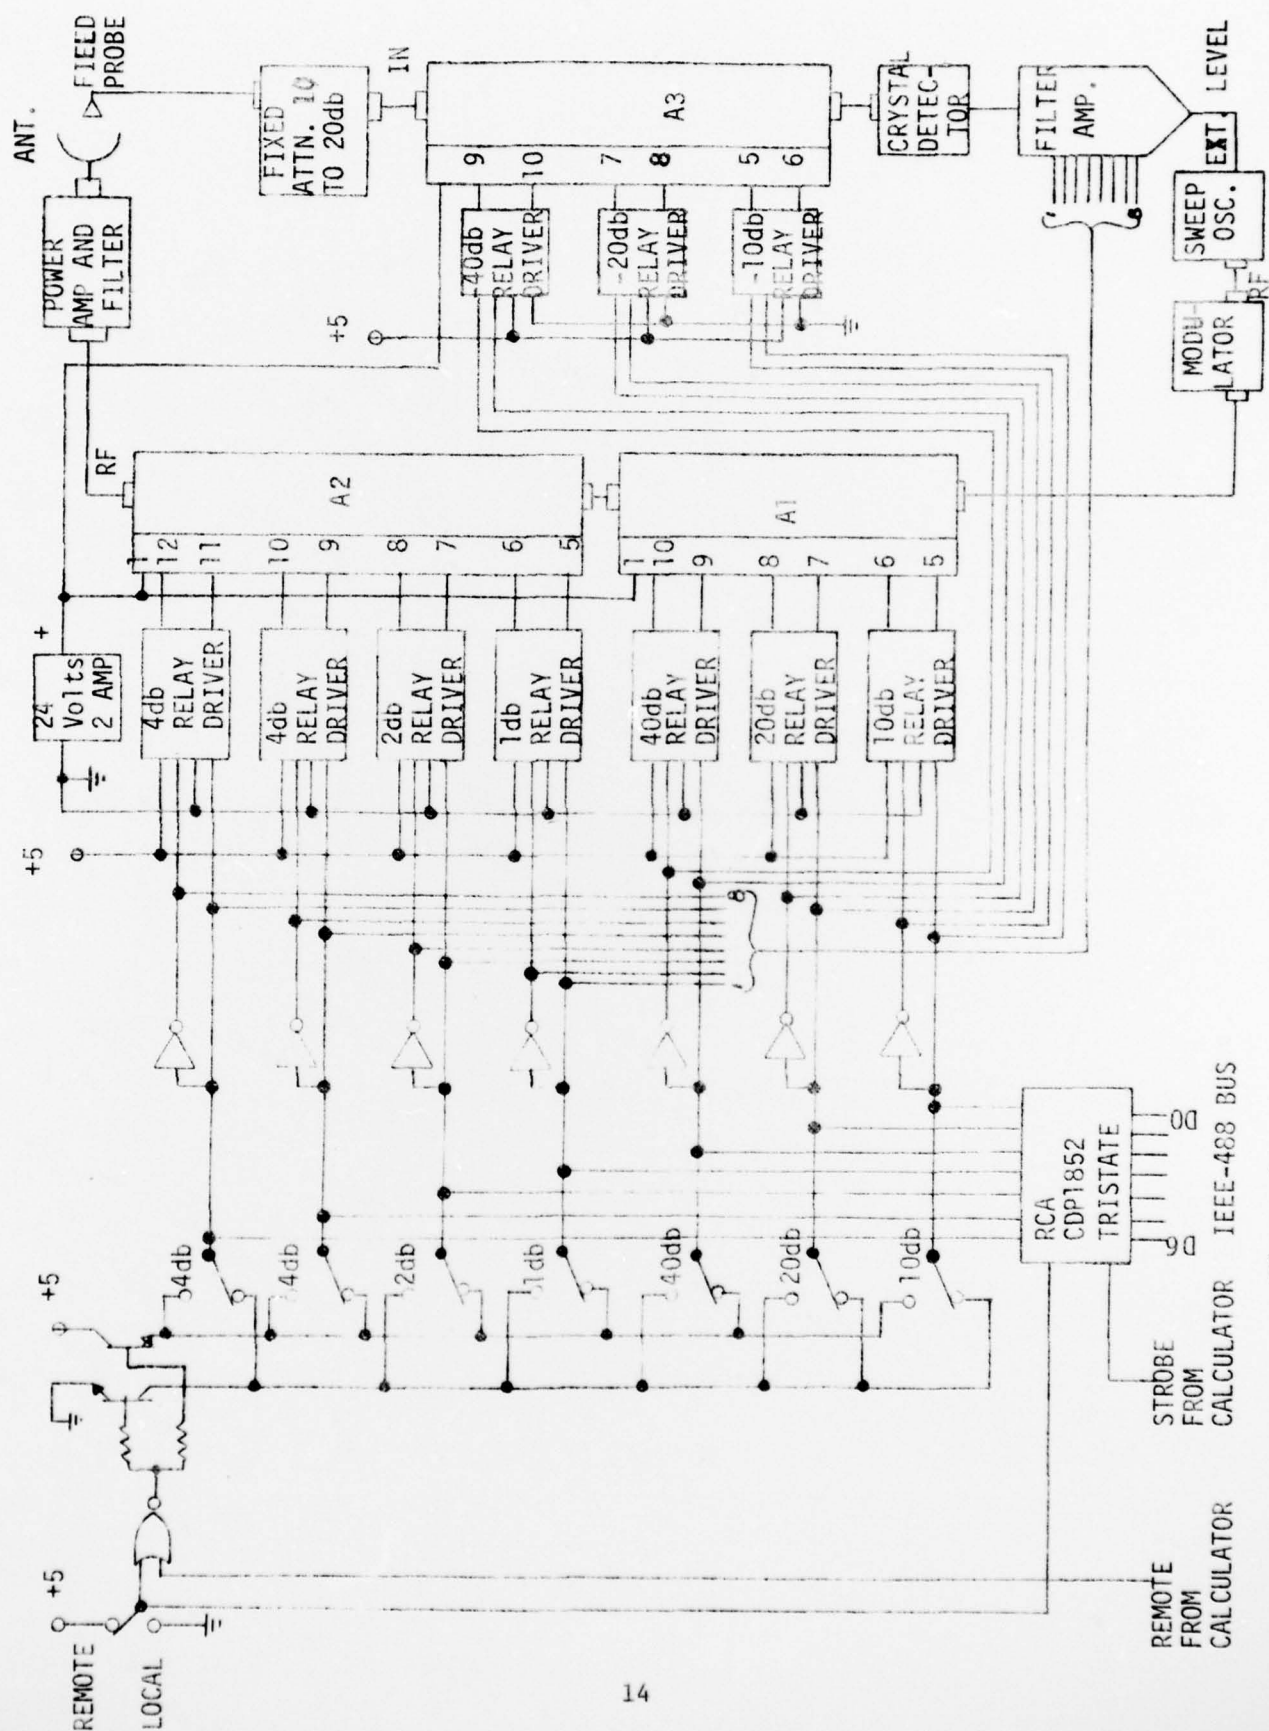 REMOTE
LOCAL
+5
+5
+5
24
Volts
2 AMP
+
ANT.
POWER
AMP AND
FILTER
FIELD
PROBE
FIXED
ATTN. 10
TO 20db
IN
RF
A2
1
12
11
10
9
8
7
6
5
A1
1
10
9
8
7
6
5
A3
9
10
7
8
5
6
4db
RELAY
DRIVER
4db
RELAY
DRIVER
2db
RELAY
DRIVER
1db
RELAY
DRIVER
40db
RELAY
DRIVER
20db
RELAY
DRIVER
10db
RELAY
DRIVER
+5
-40db
RELAY
DRIVER
-20db
RELAY
DRIVER
-10db
RELAY
DRIVER
CRYSTAL
DETEC-
TOR
FILTER
AMP.
1
8
EXT. LEVEL
SWEEP
OSC.
RF
MODU-
LATOR
1
8
4db
4db
2db
1db
40db
20db
10db
RCA
CDP1852
TRISTATE
D6
D0
IEEE-488 BUS
STROBE
FROM
CALCULATOR
REMOTE
FROM
CALCULATOR
14